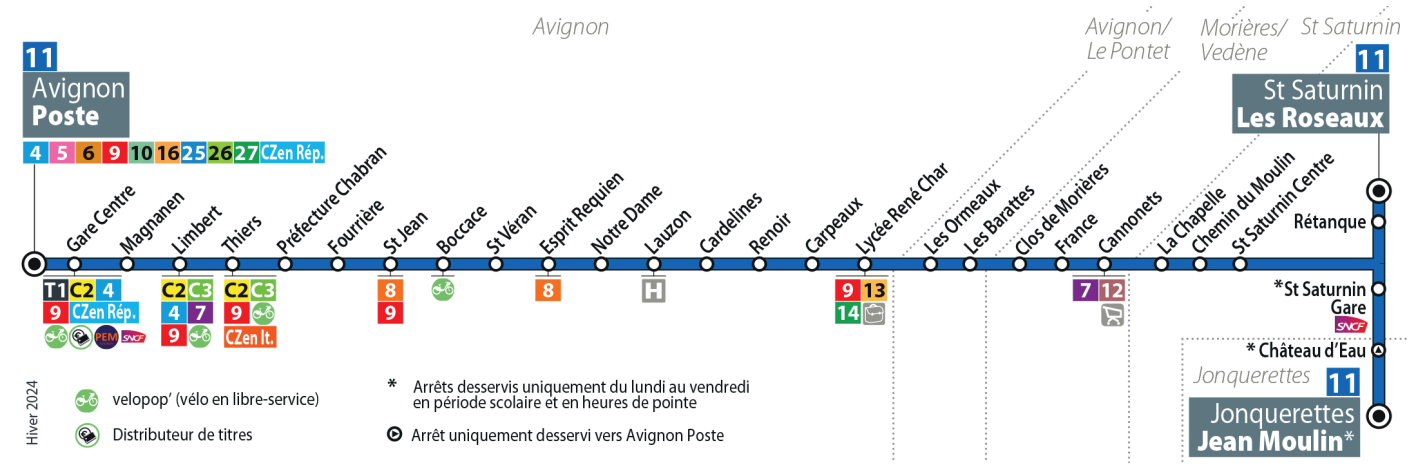 Avignon
Avignon/
Le Pontet
Morières/
Vedène
St Saturnin
11
Avignon
Poste
4 5 6 9 10 16 25 26 27 CZen Rép.
11
St Saturnin
Les Roseaux
Gare Centre
Magnanen
Limbert
Thiers
Préfecture Chabran
Fourrière
St Jean
Boccace
St Véran
Esprit Requien
Notre Dame
Lauzon
Cardelines
Renoir
Carpeaux
Lycée René Char
Les Ormeaux
Les Barattes
Clos de Morières
France
Cannonets
La Chapelle
Chemin du Moulin
St Saturnin Centre
Rétanque
T1 C2 4
9 CZen Rép.
PEM SNCF
C2 C3
4 7
9
C2 C3
9
CZen It.
8
9
8
H
9 13
14
7 12
*St Saturnin
Gare
SNCF
* Château d'Eau
Jonquerettes
11
Jonquerettes
Jean Moulin*
Hiver 2024
velopop' (vélo en libre-service)
Distributeur de titres
* Arrêts desservis uniquement du lundi au vendredi
en période scolaire et en heures de pointe
Arrêt uniquement desservi vers Avignon Poste